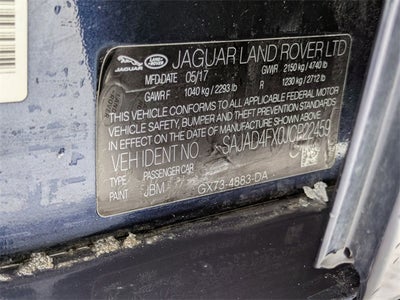 JAGUAR LAND ROVER LTD
JAGUAR
MFD.DATE 05/17 GWR 2150 kg / 4740 lb
GAWR F 1040 kg / 2293 lb R 1230 kg / 2712 lb
THIS VEHICLE CONFORMS TO ALL APPLICABLE FEDERAL MOTOR
VEHICLE SAFETY, BUMPER AND THEFT PREVENTION STANDARDS
IN EFFECT ON THE DATE OF MANUFACTURE SHOWN ABOVE
VEH IDENT NO
TYPE PASSENGER CAR
PAINT JBM GX73-4883-DA